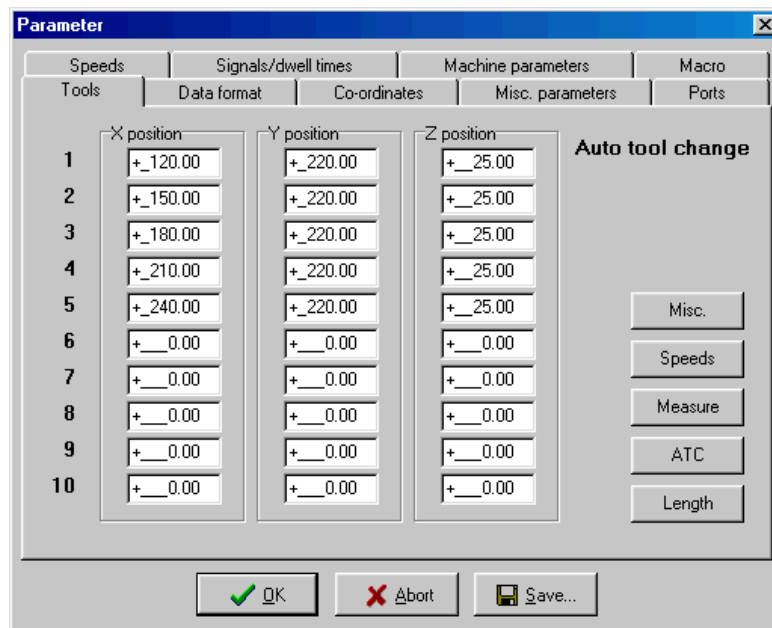 Parameter
Speeds Signals/dwell times Machine parameters Macro
Tools Data format Co-ordinates Misc. parameters Ports
X position Y position Z position Auto tool change
1 +_120.00 +_220.00 +__25.00
2 +_150.00 +_220.00 +__25.00
3 +_180.00 +_220.00 +__25.00
4 +_210.00 +_220.00 +__25.00
5 +_240.00 +_220.00 +__25.00
6 +___0.00 +___0.00 +___0.00
7 +___0.00 +___0.00 +___0.00
8 +___0.00 +___0.00 +___0.00
9 +___0.00 +___0.00 +___0.00
10 +___0.00 +___0.00 +___0.00
Misc.
Speeds
Measure
ATC
Length
OK Abort Save...